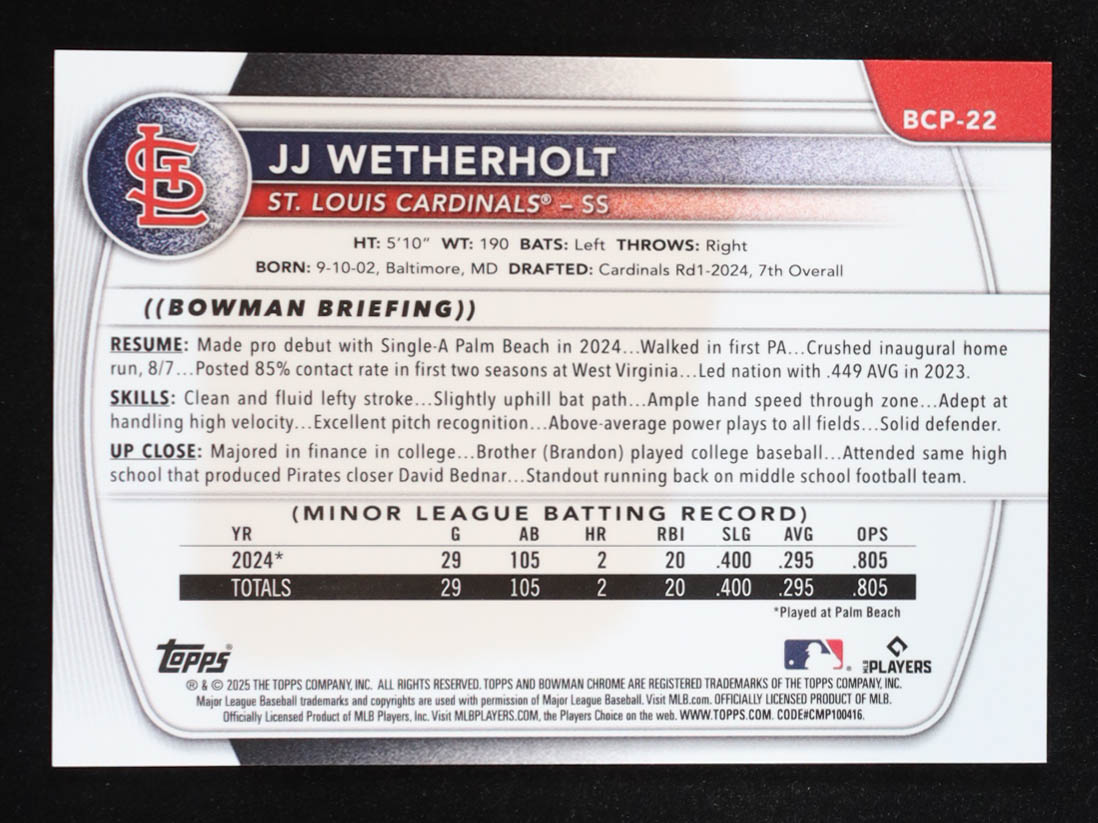 BCP-22
STL
JJ WETHERHOLT
ST. LOUIS CARDINALS® – SS
HT: 5'10" WT: 190 BATS: Left THROWS: Right
BORN: 9-10-02, Baltimore, MD DRAFTED: Cardinals Rd1-2024, 7th Overall
((BOWMAN BRIEFING))
RESUME: Made pro debut with Single-A Palm Beach in 2024...Walked in first PA...Crushed inaugural home
run, 8/7...Posted 85% contact rate in first two seasons at West Virginia...Led nation with .449 AVG in 2023.
SKILLS: Clean and fluid lefty stroke...Slightly uphill bat path...Ample hand speed through zone...Adept at
handling high velocity...Excellent pitch recognition...Above-average power plays to all fields...Solid defender.
UP CLOSE: Majored in finance in college...Brother (Brandon) played college baseball...Attended same high
school that produced Pirates closer David Bednar...Standout running back on middle school football team.
(MINOR LEAGUE BATTING RECORD)
YR G AB HR RBI SLG AVG OPS
2024* 29 105 2 20 .400 .295 .805
TOTALS 29 105 2 20 .400 .295 .805
*Played at Palm Beach
Topps®
MLB PLAYERS
® & © 2025 THE TOPPS COMPANY, INC. ALL RIGHTS RESERVED. TOPPS AND BOWMAN CHROME ARE REGISTERED TRADEMARKS OF THE TOPPS COMPANY, INC.
Major League Baseball trademarks and copyrights are used with permission of Major League Baseball. Visit MLB.com. OFFICIALLY LICENSED PRODUCT OF MLB.
Officially Licensed Product of MLB Players, Inc. Visit MLBPLAYERS.COM, the Players Choice on the web. WWW.TOPPS.COM. CODE#CMP100416.